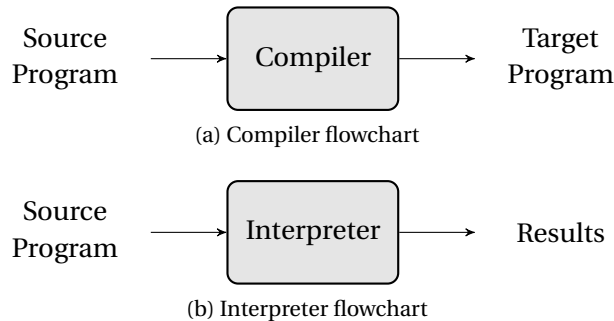 Source
Program
Compiler
Target
Program
(a) Compiler flowchart
Source
Program
Interpreter
Results
(b) Interpreter flowchart